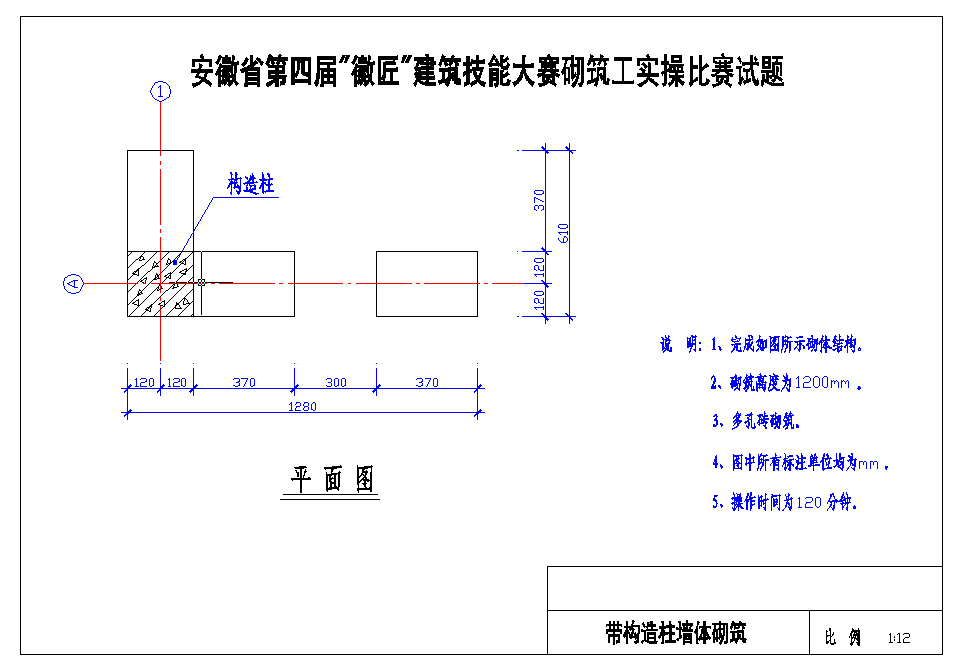 安徽省第四届"徽匠"建筑技能大赛砌筑工实操比赛试题
1
构造柱
A
370
120
120
610
120 120 370 300 370
1280
平面图
说 明: 1、完成如图所示砌体结构。
2、砌筑高度为1200mm 。
3、多孔砖砌筑。
4、图中所有标注单位均为mm 。
5、操作时间为120 分钟。
带构造柱墙体砌筑
比 例 1:12